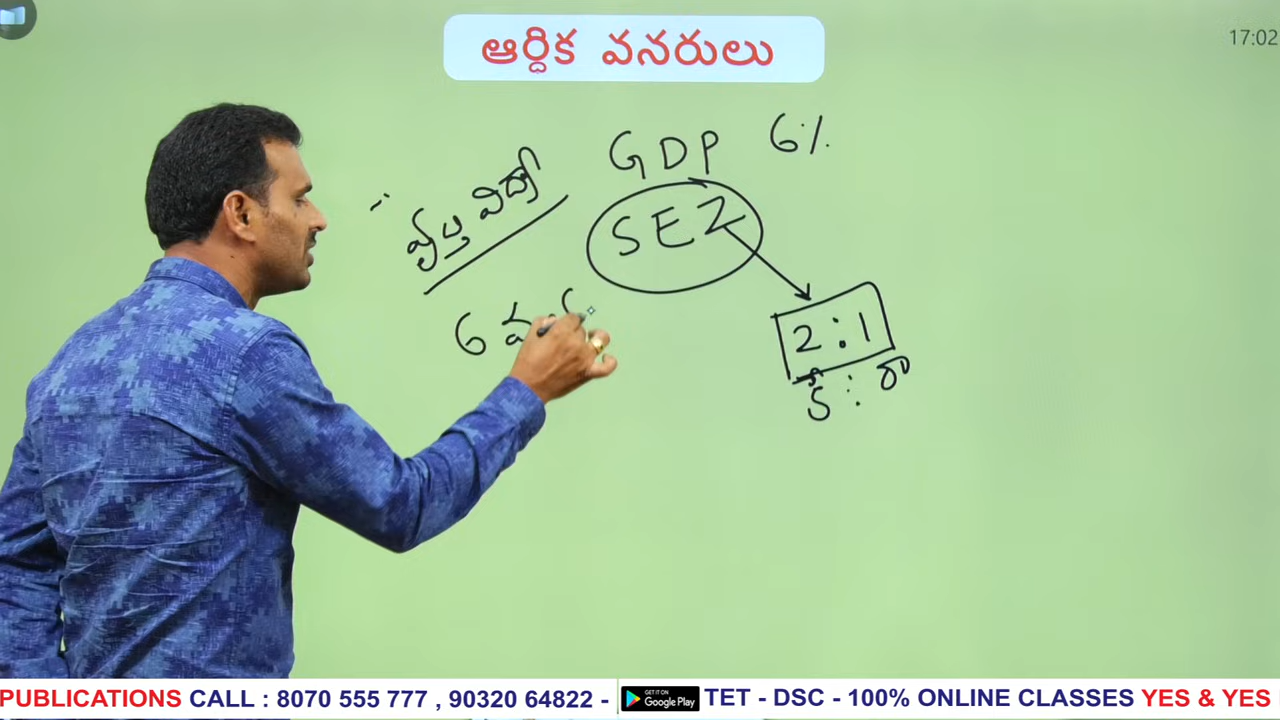 ఆర్దిక వనరులు
17:02
GDP 6%
వృత్తి విద్యా
SEZ
6 వ
2:1
కే : రా
PUBLICATIONS CALL : 8070 555 777 , 90320 64822 - GET IT ON Google Play TET - DSC - 100% ONLINE CLASSES YES & YES